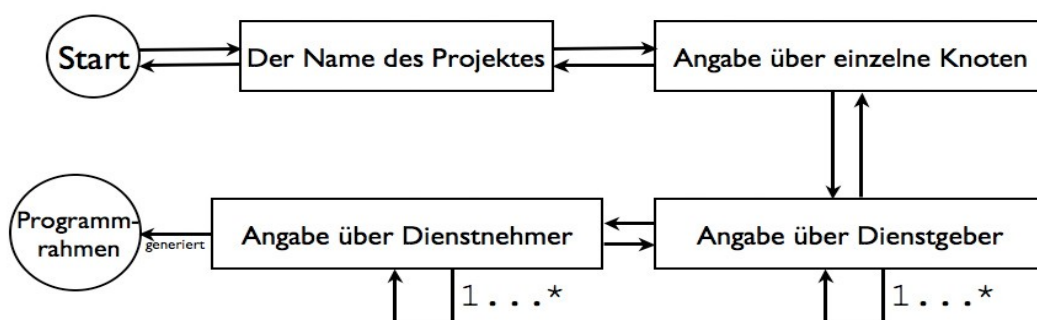 Start
Der Name des Projektes
Angabe über einzelne Knoten
Programm-
rahmen
generiert
Angabe über Dienstnehmer
Angabe über Dienstgeber
1...*
1...*